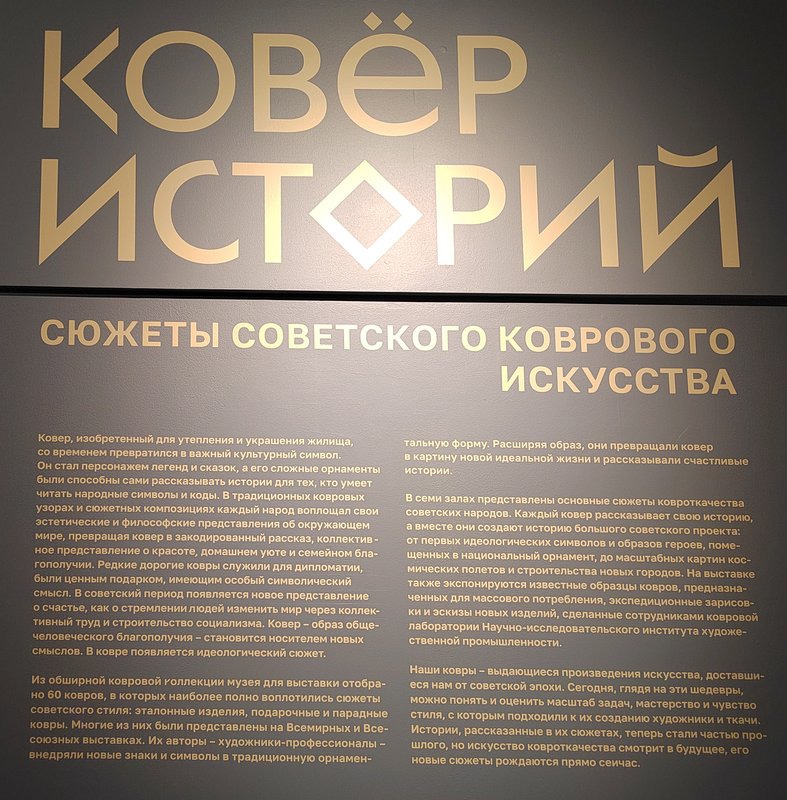 КОВЁР
ИСТОРИЙ
СЮЖЕТЫ СОВЕТСКОГО КОВРОВОГО
ИСКУССТВА
Ковер, изобретенный для утепления и украшения жилища,
со временем превратился в важный культурный символ.
Он стал персонажем легенд и сказок, а его сложные орнаменты
были способны сами рассказывать истории для тех, кто умеет
читать народные символы и коды. В традиционных ковровых
узорах и сюжетных композициях каждый народ воплощал свои
эстетические и философские представления об окружающем
мире, превращая ковер в закодированный рассказ, коллектив-
ное представление о красоте, домашнем уюте и семейном бла-
гополучии. Редкие дорогие ковры служили для дипломатии,
были ценным подарком, имеющим особый символический
смысл. В советский период появляется новое представление
о счастье, как о стремлении людей изменить мир через коллек-
тивный труд и строительство социализма. Ковер – образ обще-
человеческого благополучия – становится носителем новых
смыслов. В ковре появляется идеологический сюжет.
Из обширной ковровой коллекции музея для выставки отобра-
но 60 ковров, в которых наиболее полно воплотились сюжеты
советского стиля: эталонные изделия, подарочные и парадные
ковры. Многие из них были представлены на Всемирных и Все-
союзных выставках. Их авторы – художники-профессионалы –
внедряли новые знаки и символы в традиционную орнамен-
тальную форму. Расширяя образ, они превращали ковер
в картину новой идеальной жизни и рассказывали счастливые
истории.
В семи залах представлены основные сюжеты ковроткачества
советских народов. Каждый ковер рассказывает свою историю,
а вместе они создают историю большого советского проекта:
от первых идеологических символов и образов героев, поме-
щенных в национальный орнамент, до масштабных картин кос-
мических полетов и строительства новых городов. На выставке
также экспонируются известные образцы ковров, предназна-
ченных для массового потребления, экспедиционные зарисов-
ки и эскизы новых изделий, сделанные сотрудниками ковровой
лаборатории Научно-исследовательского института художе-
ственной промышленности.
Наши ковры – выдающиеся произведения искусства, доставши-
еся нам от советской эпохи. Сегодня, глядя на эти шедевры,
можно понять и оценить масштаб задач, мастерство и чувство
стиля, с которым подходили к их созданию художники и ткачи.
Истории, рассказанные в их сюжетах, теперь стали частью про-
шлого, но искусство ковроткачества смотрит в будущее, его
новые сюжеты рождаются прямо сейчас.